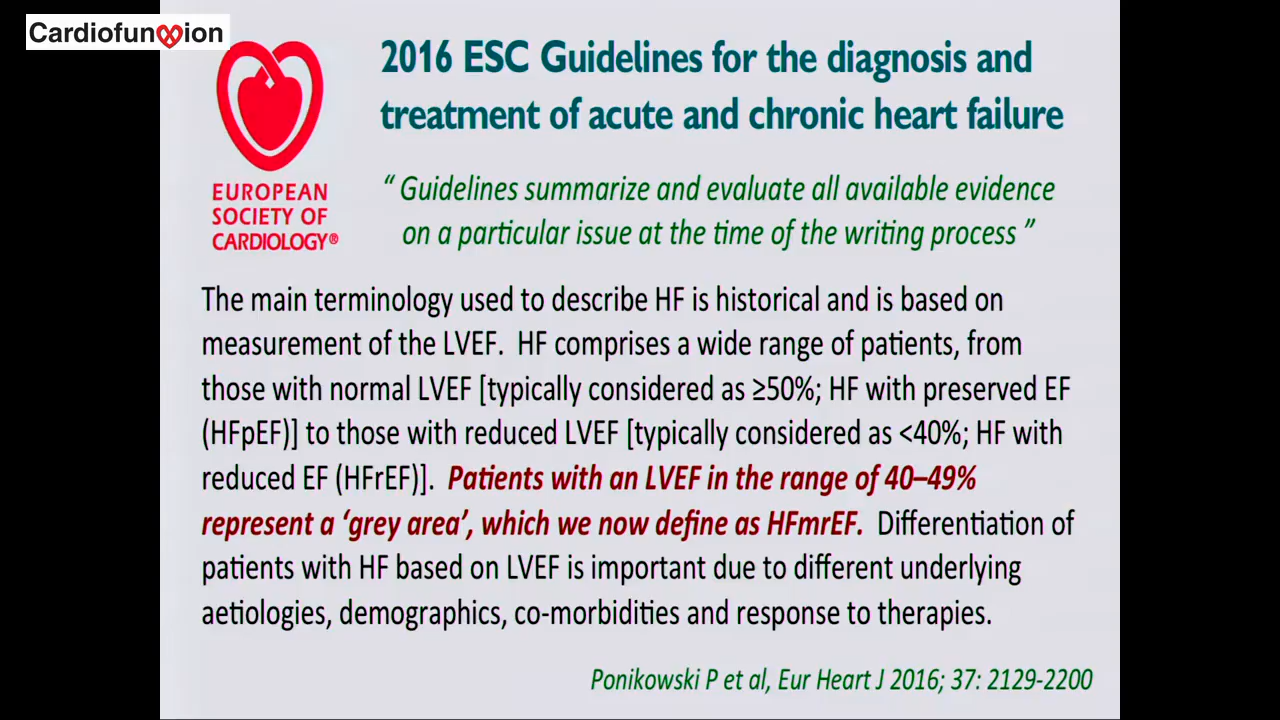 Cardiofun ion
2016 ESC Guidelines for the diagnosis and
treatment of acute and chronic heart failure
EUROPEAN
SOCIETY OF
CARDIOLOGY®
“ Guidelines summarize and evaluate all available evidence
on a particular issue at the time of the writing process ”
The main terminology used to describe HF is historical and is based on
measurement of the LVEF. HF comprises a wide range of patients, from
those with normal LVEF [typically considered as ≥50%; HF with preserved EF
(HFpEF)] to those with reduced LVEF [typically considered as <40%; HF with
reduced EF (HFrEF)]. Patients with an LVEF in the range of 40–49%
represent a ‘grey area’, which we now define as HFmrEF. Differentiation of
patients with HF based on LVEF is important due to different underlying
aetiologies, demographics, co-morbidities and response to therapies.
Ponikowski P et al, Eur Heart J 2016; 37: 2129-2200